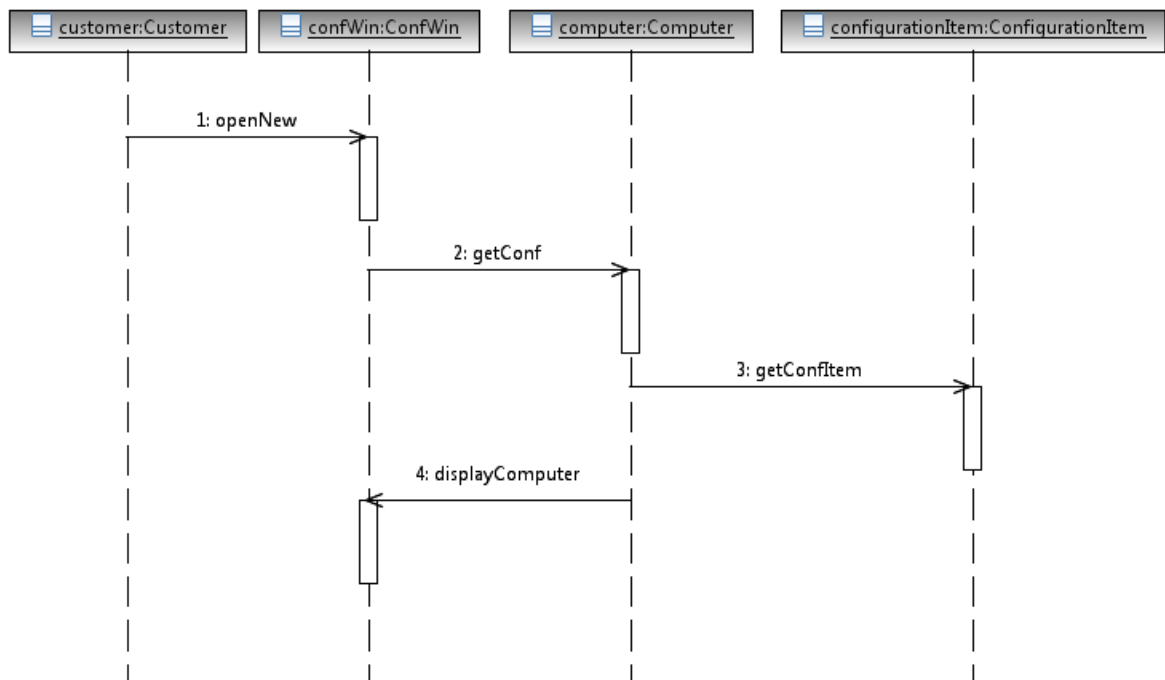 customer:Customer
confWin:ConfWin
computer:Computer
configurationItem:ConfigurationItem
1: openNew
2: getConf
3: getConfItem
4: displayComputer